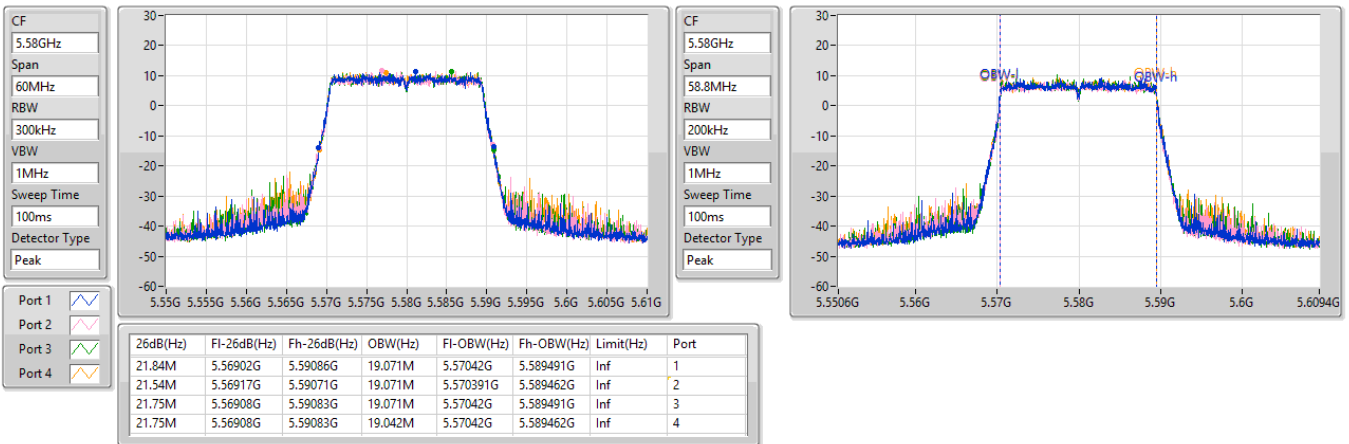 CF
5.58GHz
Span
60MHz
RBW
300kHz
VBW
1MHz
Sweep Time
100ms
Detector Type
Peak
30-
20-
10-
0-
-10-
-20-
-30-
-40-
-50-
-60-
5.55G 5.555G 5.56G 5.565G 5.57G 5.575G 5.58G 5.585G 5.59G 5.595G 5.6G 5.605G 5.61G
CF
5.58GHz
Span
58.8MHz
RBW
200kHz
VBW
1MHz
Sweep Time
100ms
Detector Type
Peak
30-
20-
10-
0-
-10-
-20-
-30-
-40-
-50-
-60-
OBW-l OBW-h
5.5506G 5.56G 5.57G 5.58G 5.59G 5.6G 5.6094G
Port 1
Port 2
Port 3
Port 4
26dB(Hz) Fl-26dB(Hz) Fh-26dB(Hz) OBW(Hz) Fl-OBW(Hz) Fh-OBW(Hz) Limit(Hz) Port
21.84M 5.56902G 5.59086G 19.071M 5.57042G 5.589491G Inf 1
21.54M 5.56917G 5.59071G 19.071M 5.570391G 5.589462G Inf 2
21.75M 5.56908G 5.59083G 19.071M 5.57042G 5.589491G Inf 3
21.75M 5.56908G 5.59083G 19.042M 5.57042G 5.589462G Inf 4